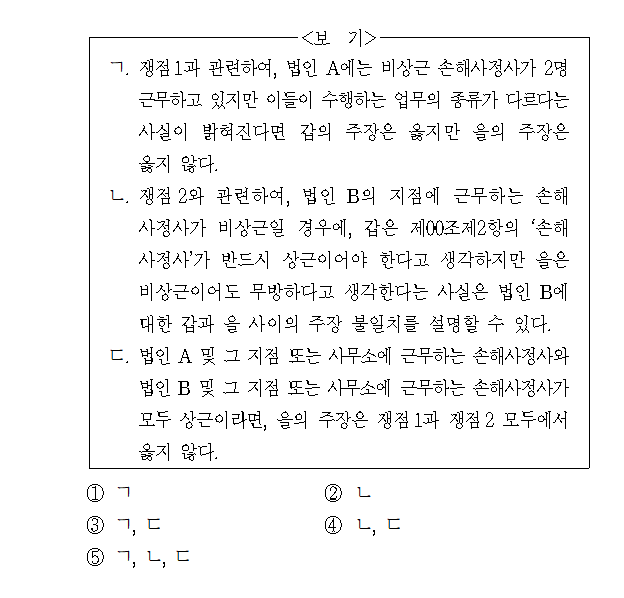 <보 기>
ㄱ. 쟁점1과 관련하여, 법인 A에는 비상근 손해사정사가 2명
근무하고 있지만 이들이 수행하는 업무의 종류가 다르다는
사실이 밝혀진다면 갑의 주장은 옳지만 을의 주장은
옳지 않다.
ㄴ. 쟁점2와 관련하여, 법인 B의 지점에 근무하는 손해
사정사가 비상근일 경우에, 갑은 제00조제2항의 ‘손해
사정사’가 반드시 상근이어야 한다고 생각하지만 을은
비상근이어도 무방하다고 생각한다는 사실은 법인 B에
대한 갑과 을 사이의 주장 불일치를 설명할 수 있다.
ㄷ. 법인 A 및 그 지점 또는 사무소에 근무하는 손해사정사와
법인 B 및 그 지점 또는 사무소에 근무하는 손해사정사가
모두 상근이라면, 을의 주장은 쟁점1과 쟁점2 모두에서
옳지 않다.
① ㄱ ② ㄴ
③ ㄱ, ㄷ ④ ㄴ, ㄷ
⑤ ㄱ, ㄴ, ㄷ